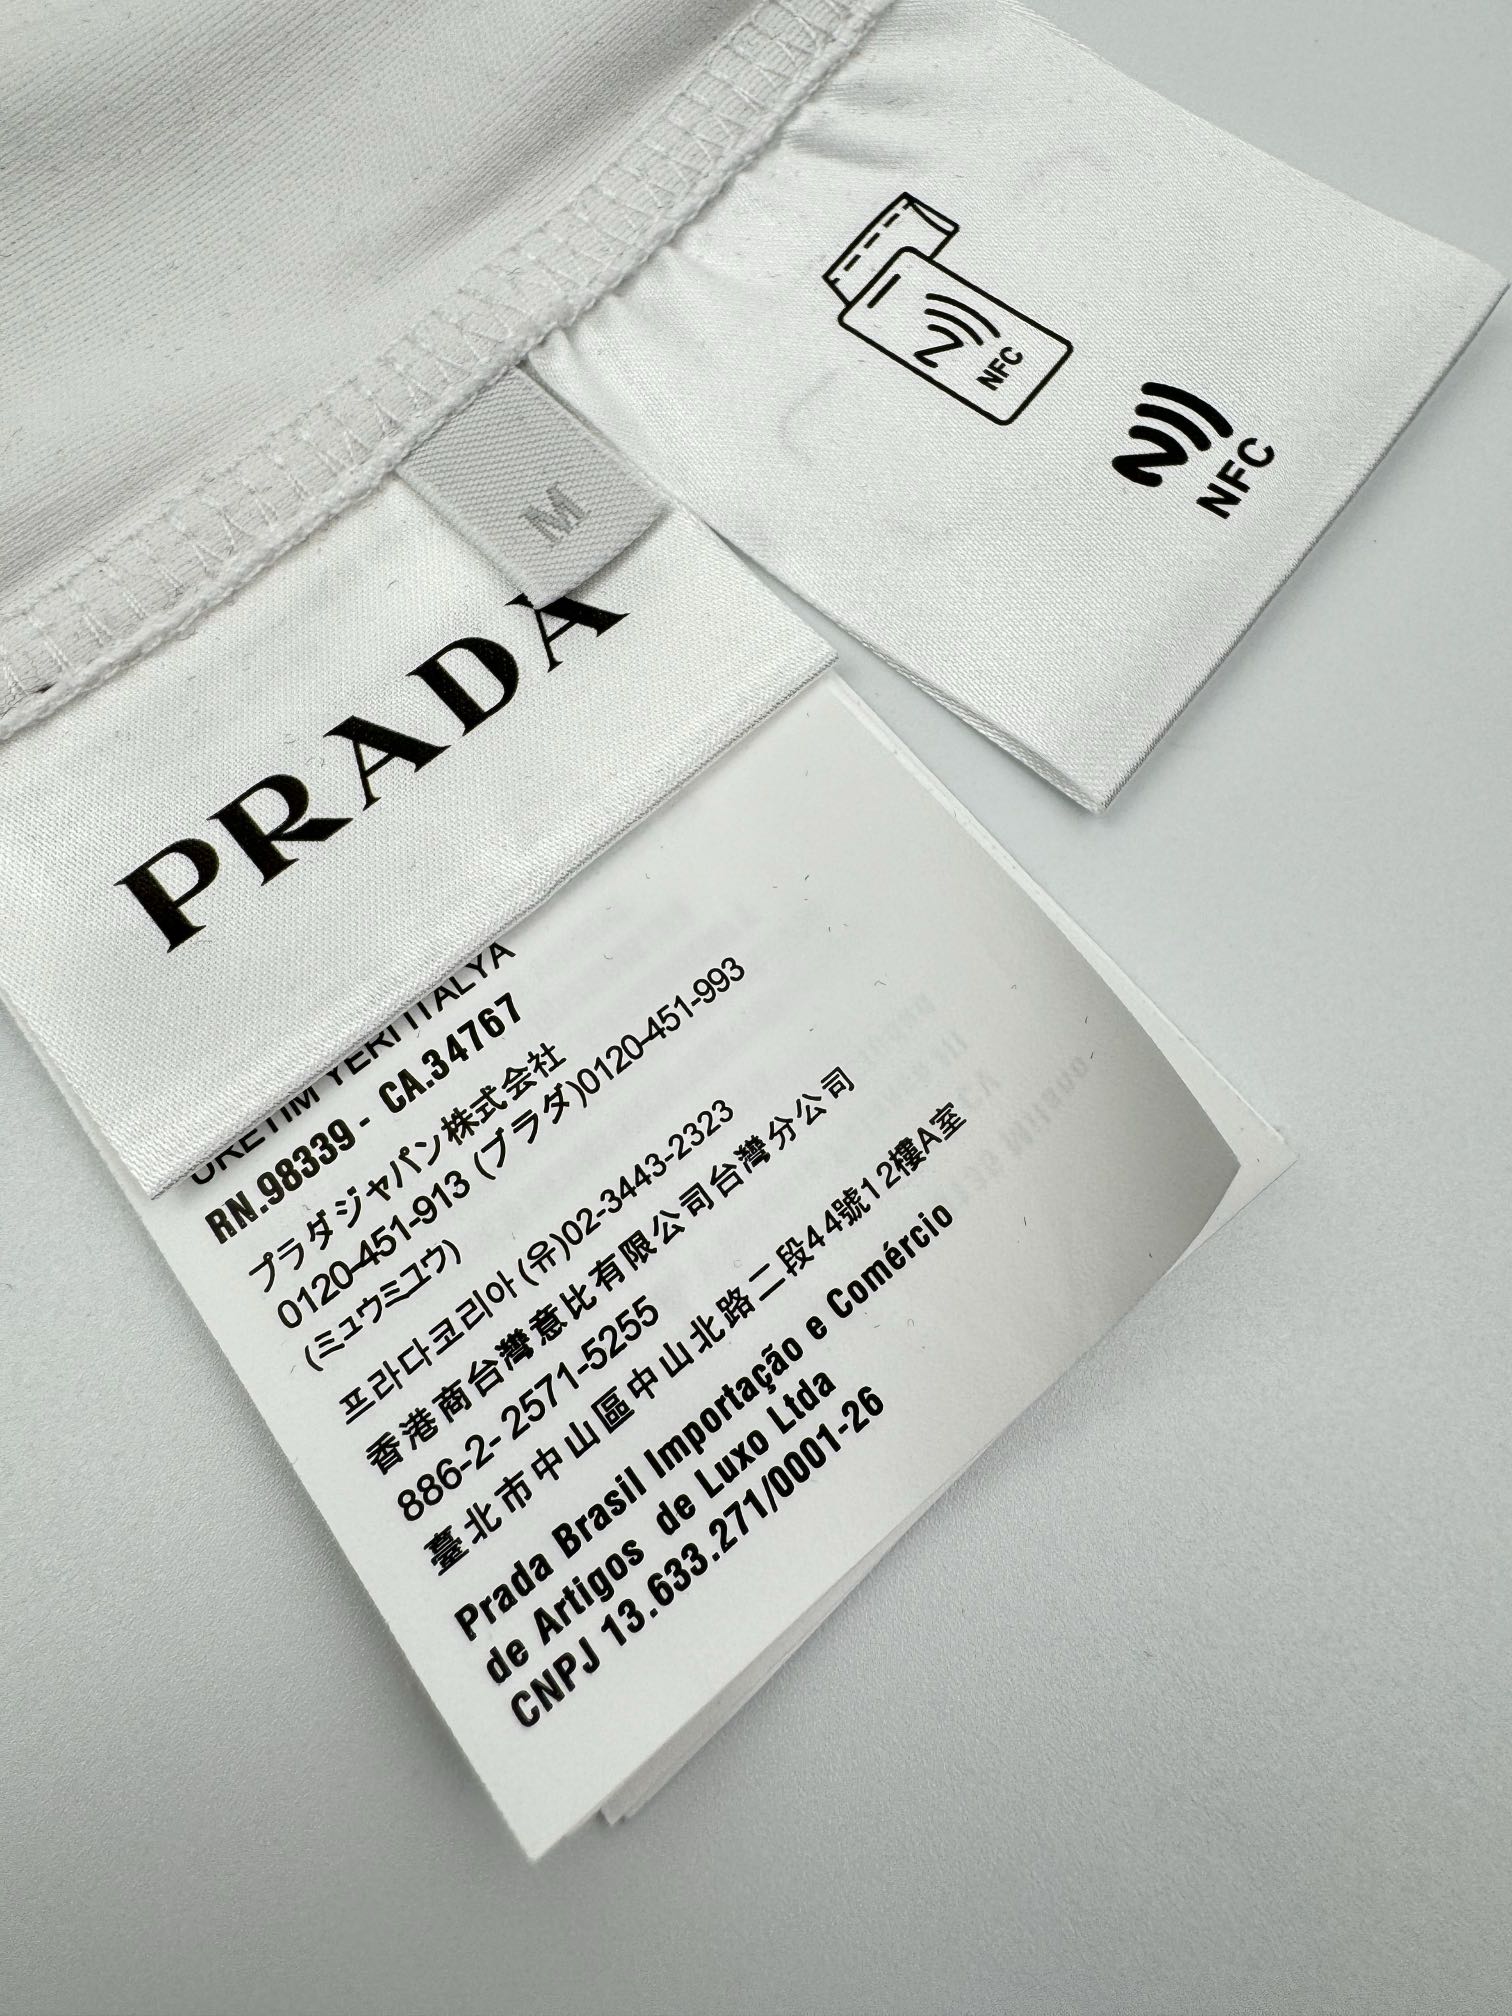 NFC
NFC
M
PRADA
ÜRETİM YERİ İTALYA
RN.98339 - CA.34767
プラダジャパン株式会社
0120-451-913 (プラダ)0120-451-993
(ミュウミュウ)
프라다코리아 (유)02-3443-2323
香港商台灣意比有限公司台灣分公司
886-2- 2571-5255
臺北市中山區中山北路二段44號12樓A室
Prada Brasil Importação e Comércio
de Artigos de Luxo Ltda
CNPJ 13.633.271/0001-26